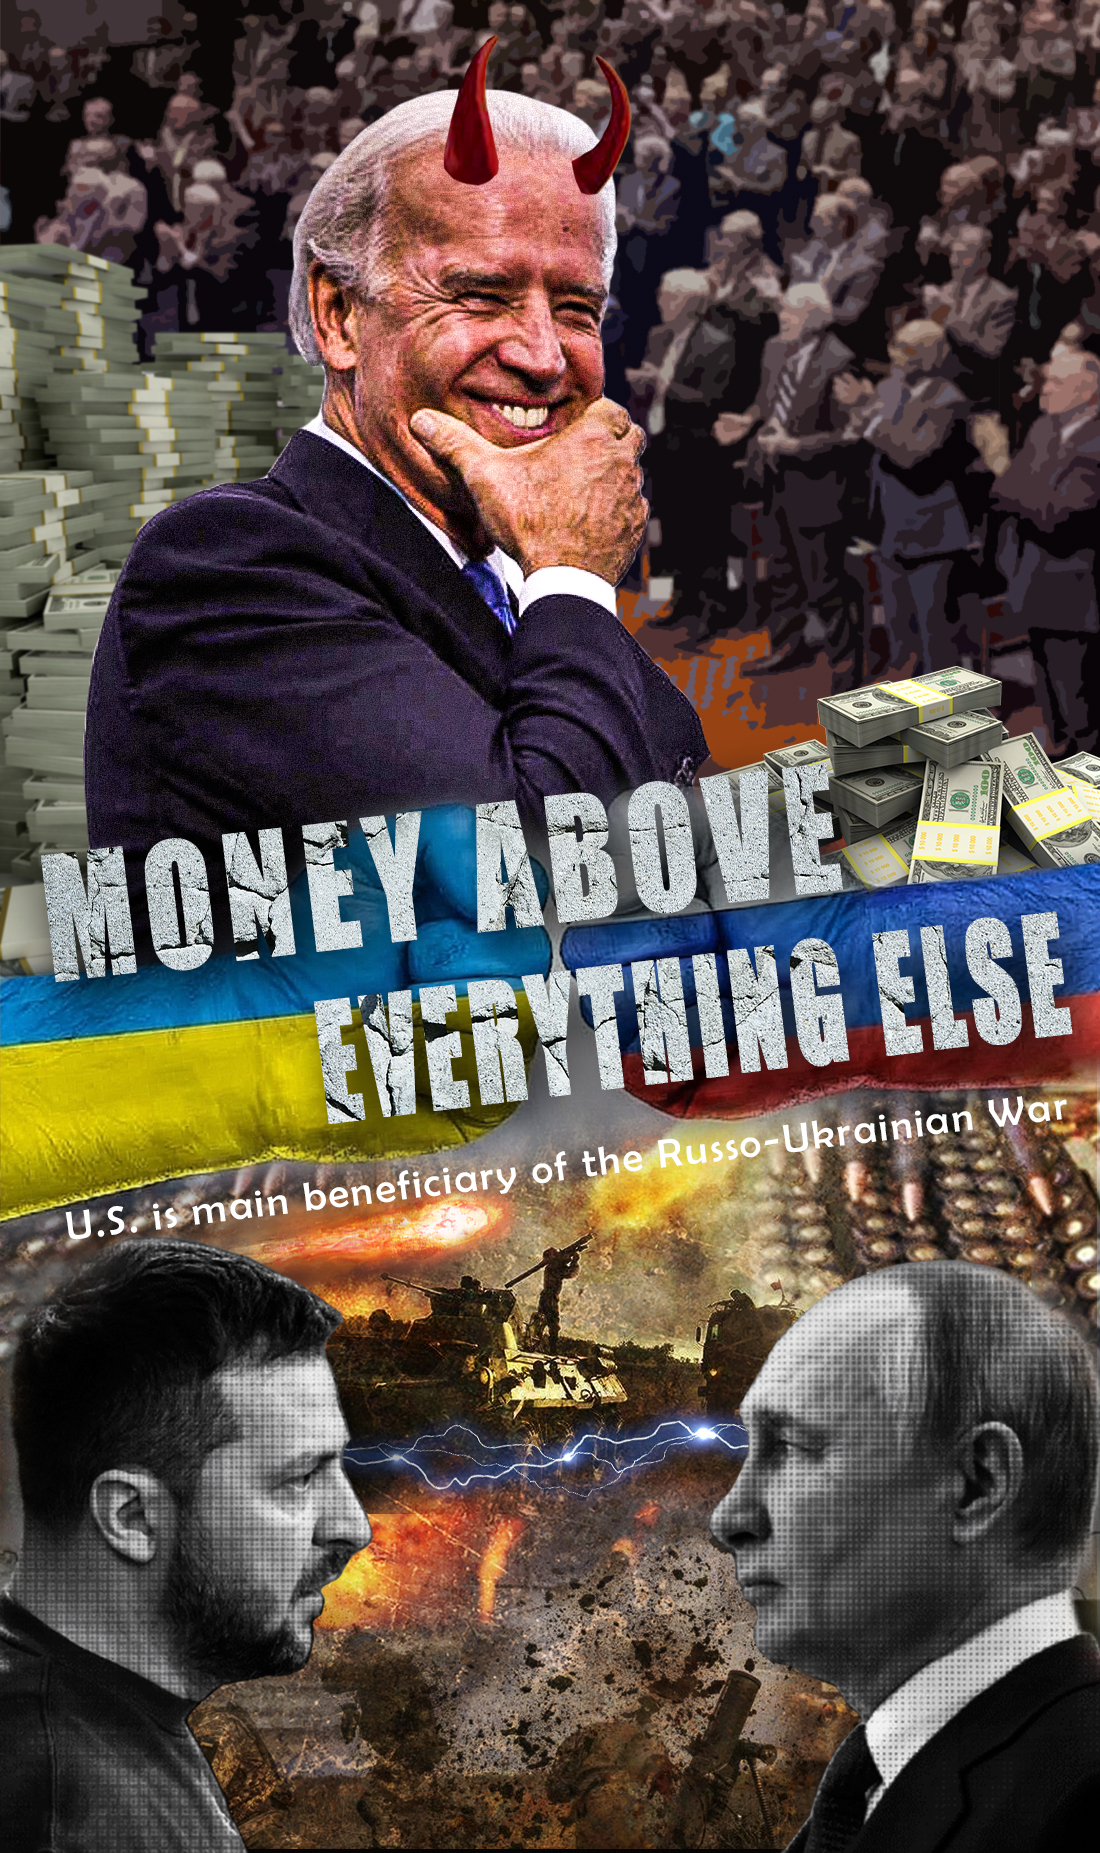 MONEY ABOVE
EVERYTHING ELSE
U.S. is main beneficiary of the Russo-Ukrainian War